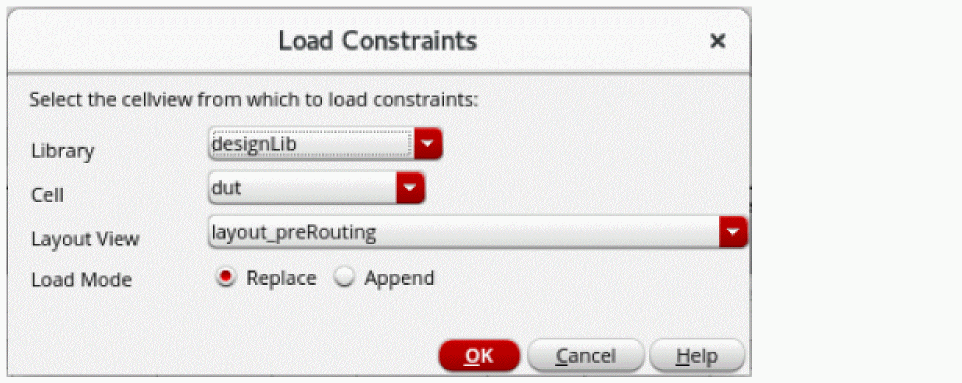 Load Constraints
Select the cellview from which to load constraints:
Library designLib
Cell dut
Layout View layout_preRouting
Load Mode Replace Append
OK Cancel Help